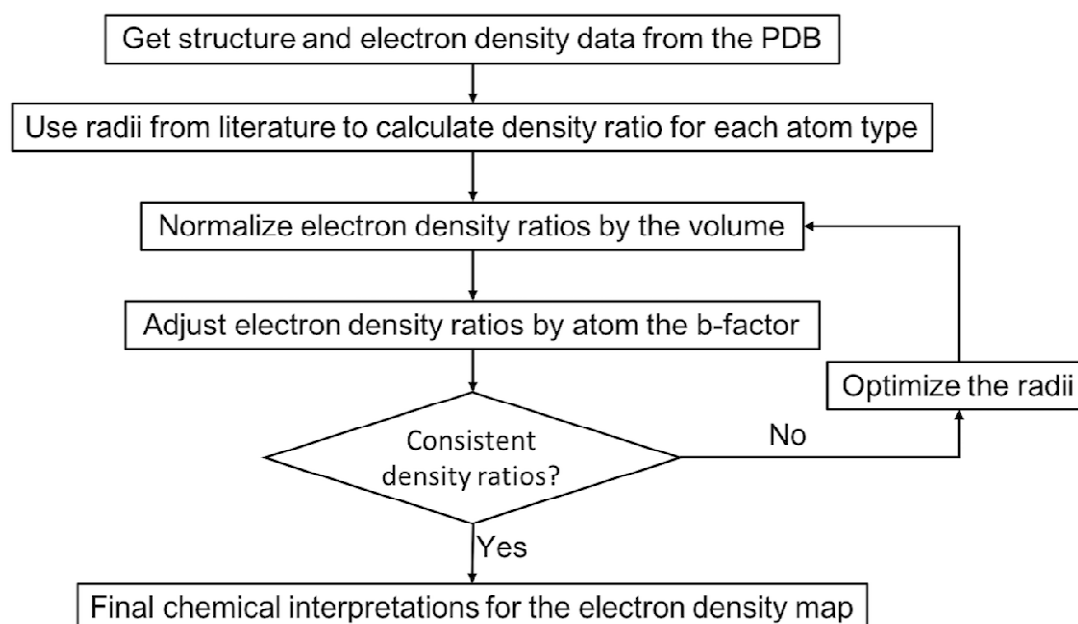 Get structure and electron density data from the PDB
Use radii from literature to calculate density ratio for each atom type
Normalize electron density ratios by the volume
Adjust electron density ratios by atom the b-factor
Optimize the radii
Consistent
density ratios?
No
Yes
Final chemical interpretations for the electron density map